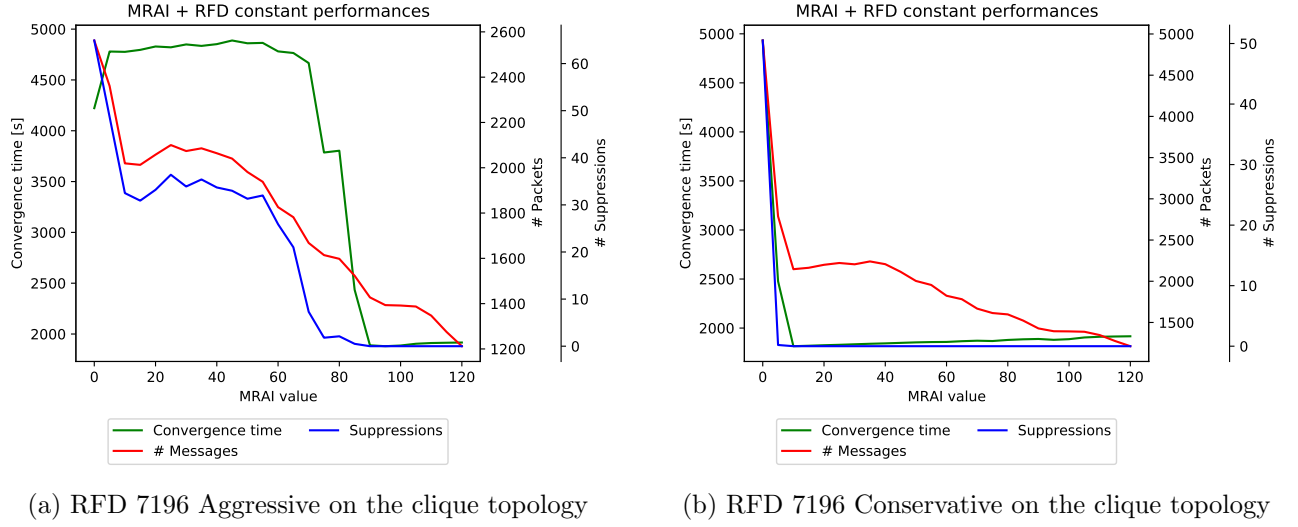 MRAI + RFD constant performances
5000
4500
4000
3500
3000
2500
2000
Convergence time [s]
2600
2400
2200
2000
1800
1600
1400
1200
# Packets
60
50
40
30
20
10
0
# Suppressions
0 20 40 60 80 100 120
MRAI value
Convergence time Suppressions
# Messages
(a) RFD 7196 Aggressive on the clique topology
MRAI + RFD constant performances
5000
4500
4000
3500
3000
2500
2000
Convergence time [s]
5000
4500
4000
3500
3000
2500
2000
1500
# Packets
50
40
30
20
10
0
# Suppressions
0 20 40 60 80 100 120
MRAI value
Convergence time Suppressions
# Messages
(b) RFD 7196 Conservative on the clique topology